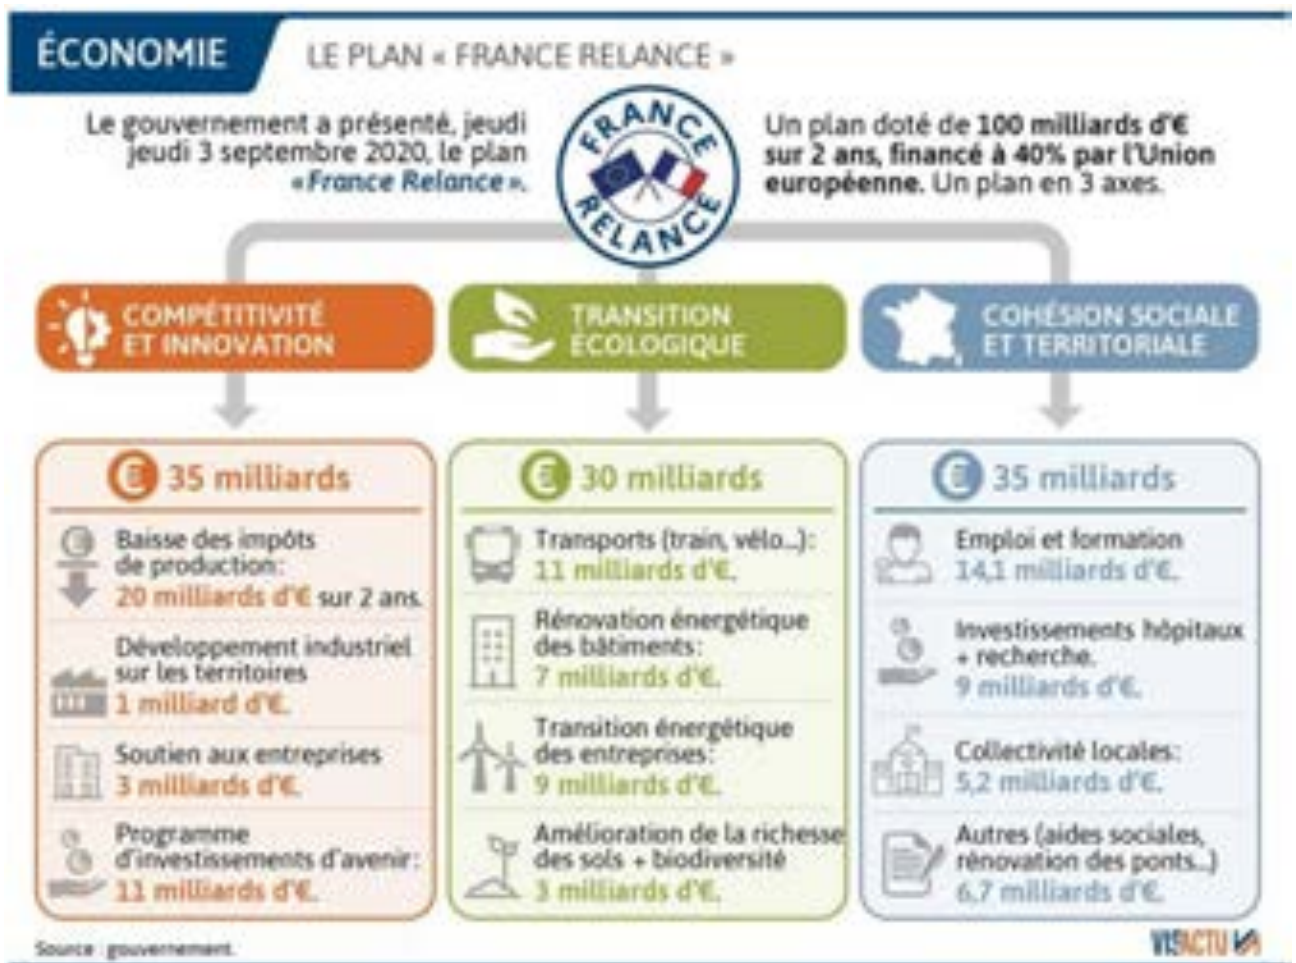 ÉCONOMIE
LE PLAN « FRANCE RELANCE »
Le gouvernement a présenté, jeudi
jeudi 3 septembre 2020, le plan
«France Relance».
FRANCE
RELANCE
Un plan doté de 100 milliards d'€
sur 2 ans, financé à 40% par l'Union
européenne. Un plan en 3 axes.
COMPÉTITIVITÉ
ET INNOVATION
35 milliards
Baisse des impôts
de production:
20 milliards d'€ sur 2 ans.
Développement industriel
sur les territoires
1 milliard d'€.
Soutien aux entreprises
3 milliards d'€.
Programme
d'investissements d'avenir:
11 milliards d'€.
TRANSITION
ÉCOLOGIQUE
30 milliards
Transports (train, vélo...):
11 milliards d'€.
Rénovation énergétique
des bâtiments:
7 milliards d'€.
Transition énergétique
des entreprises:
9 milliards d'€.
Amélioration de la richesse
des sols + biodiversité
3 milliards d'€.
COHÉSION SOCIALE
ET TERRITORIALE
35 milliards
Emploi et formation
14,1 milliards d'€.
Investissements hôpitaux
+ recherche.
9 milliards d'€.
Collectivité locales:
5,2 milliards d'€.
Autres (aides sociales,
rénovation des ponts...)
6,7 milliards d'€.
Source : gouvernement.
VISACTU